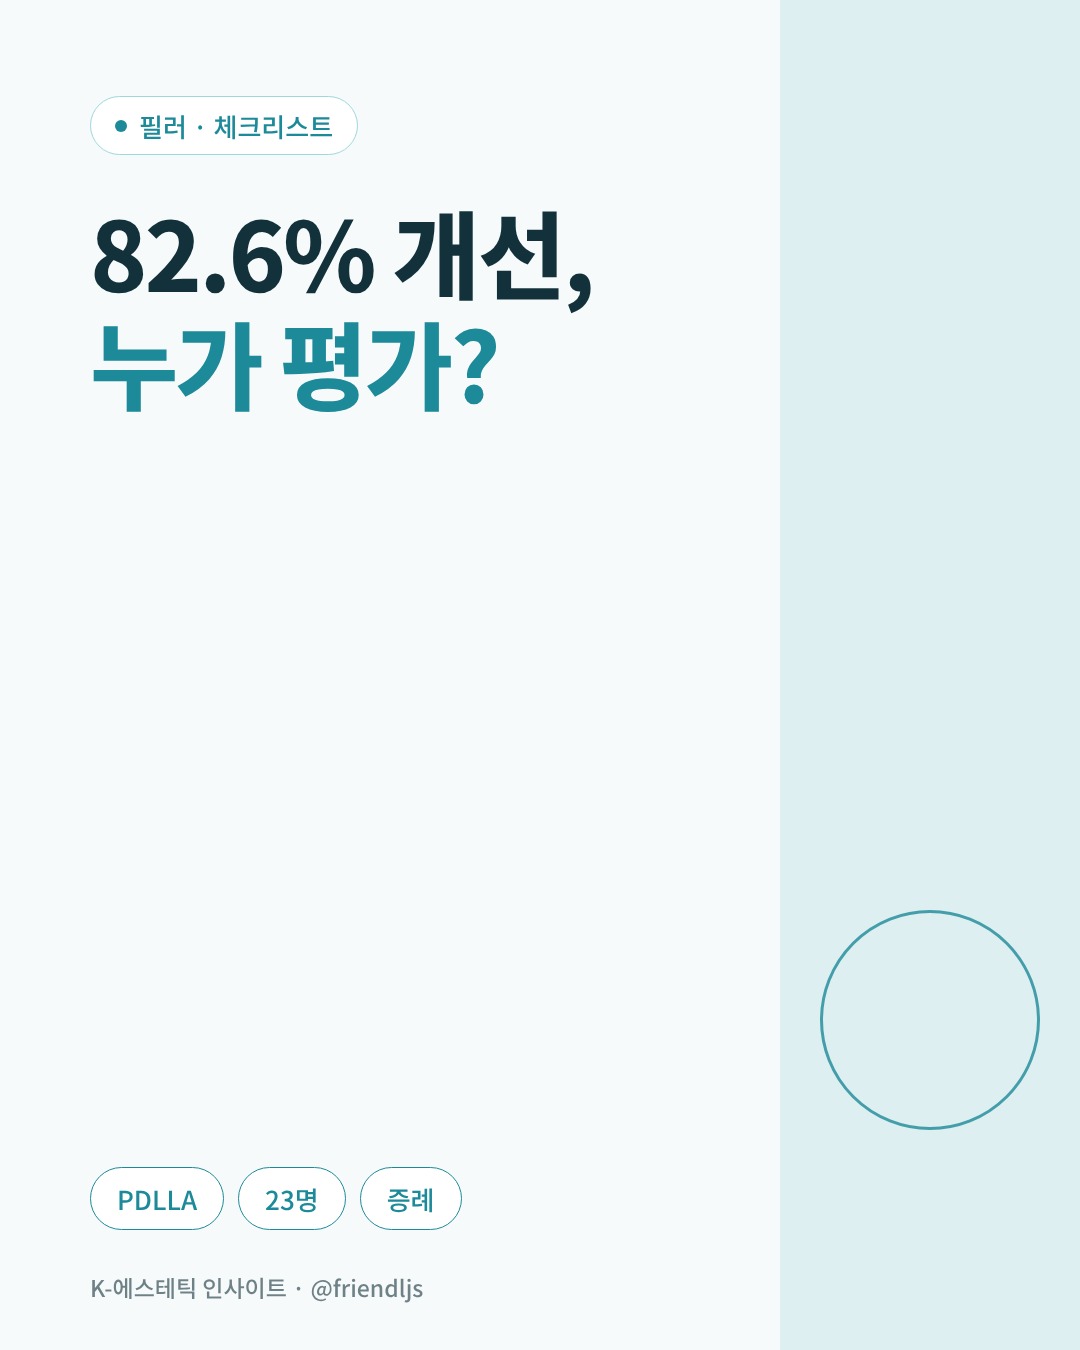 필러 · 체크리스트
82.6% 개선,
누가 평가?
PDLLA 23명 증례
K-에스테틱 인사이트 · @friendljs